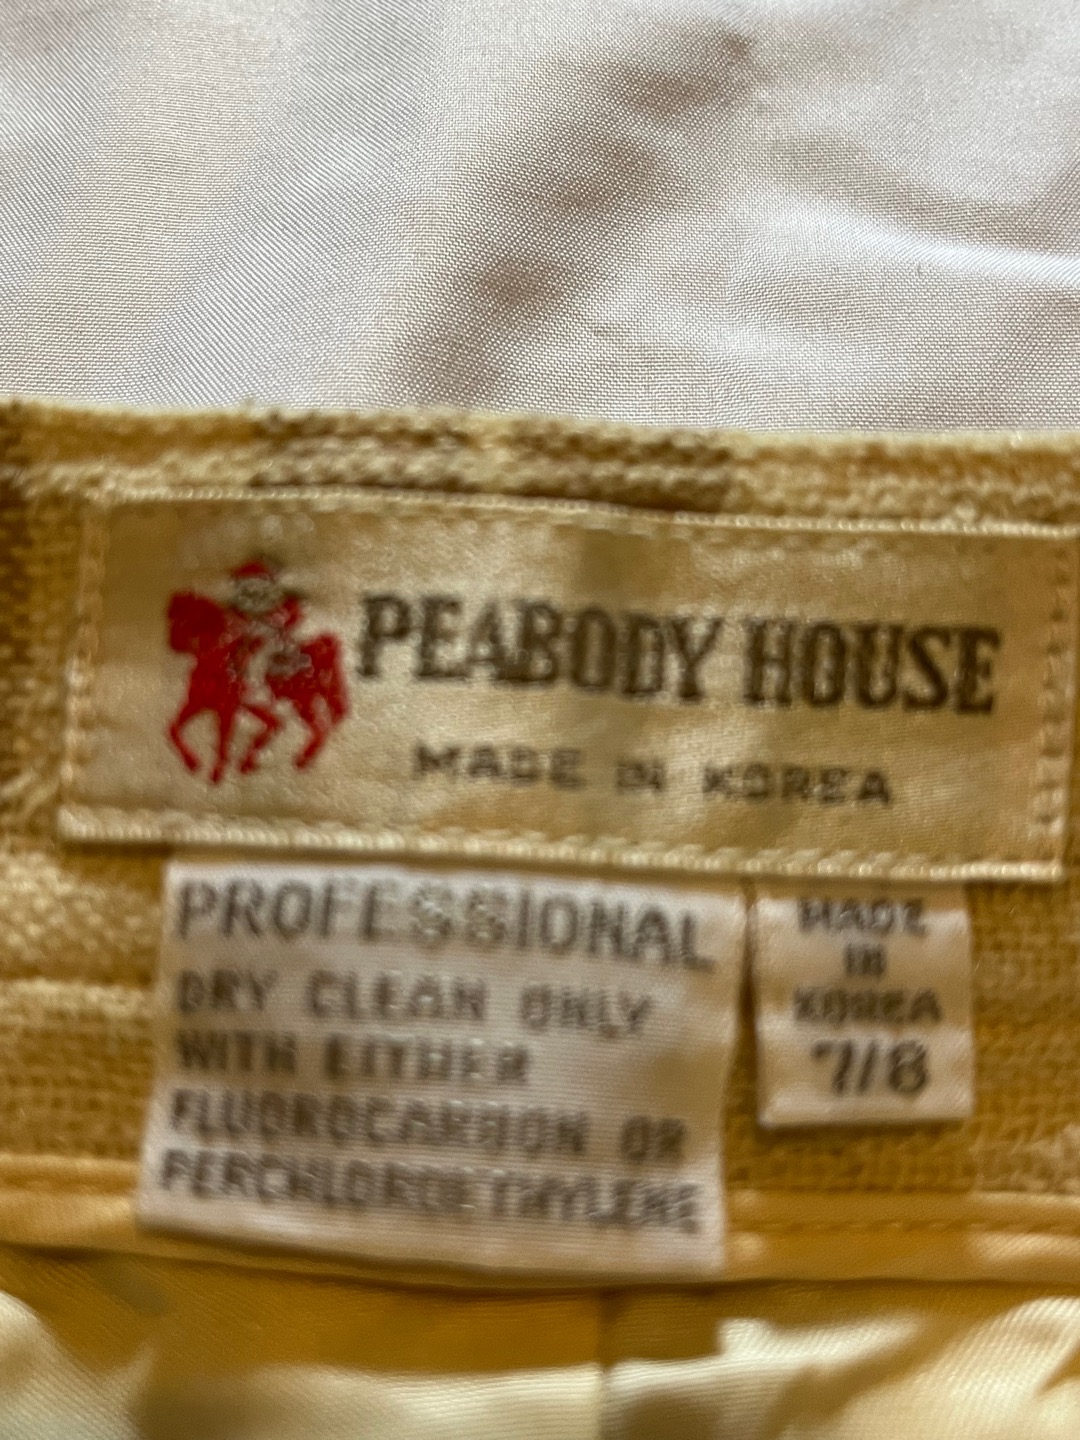 PEABODY HOUSE
MADE IN KOREA
PROFESSIONAL
DRY CLEAN ONLY
WITH EITHER
FLUOROCARBON OR
PERCHLOROETHYLENE
MADE
IN
KOREA
7/8